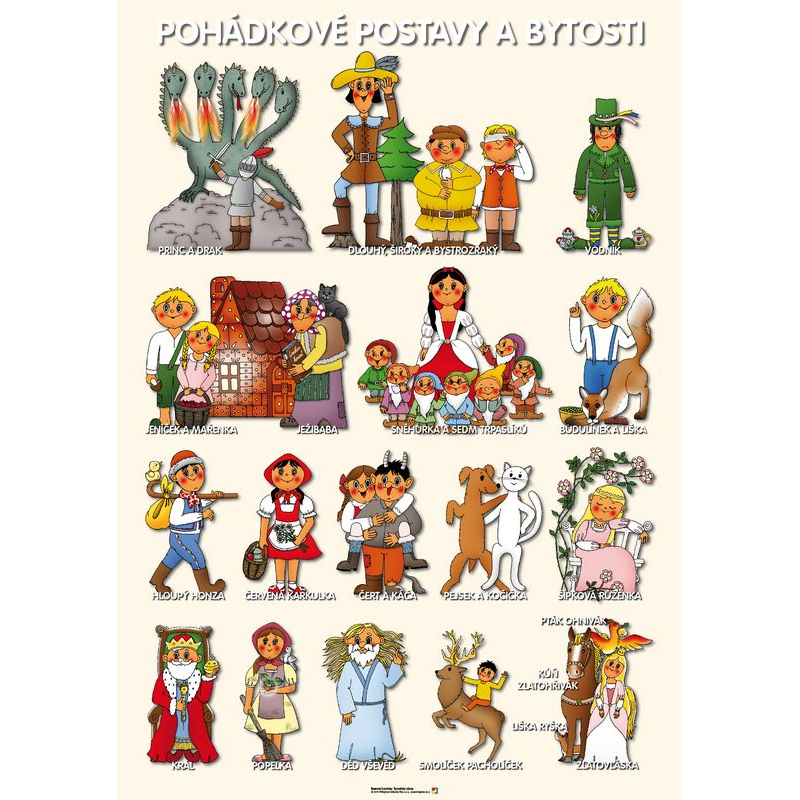 POHÁDKOVÉ POSTAVY A BYTOSTI
PRINC A DRAK
DLOUHÝ, ŠIROKÝ A BYSTROZRAKÝ
VODNÍK
JENÍČEK A MAŘENKA
JEŽIBABA
SNĚHURKA A SEDM TRPASLÍKŮ
BUDULÍNEK A LIŠKA
HLOUPÝ HONZA
ČERVENÁ KARKULKA
ČERT A KÁČA
PEJSEK A KOČIČKA
ŠÍPKOVÁ RŮŽENKA
PTÁK OHNIVÁK
KŮŇ
ZLATOHŘIVÁK
LIŠKA RYŠKA
KRÁL
POPELKA
DĚD VŠEVĚD
SMOLÍČEK PACHOLÍČEK
ZLATOVLÁSKA